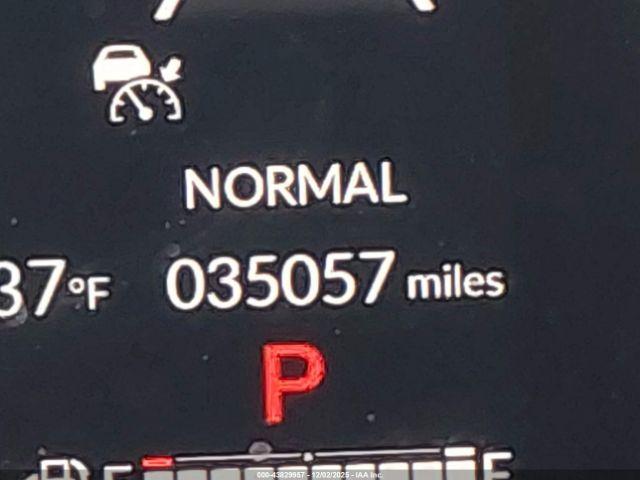 NORMAL
37°F 035057 miles
P
E F
000-43829957 - 12/02/2025 - IAA Inc.